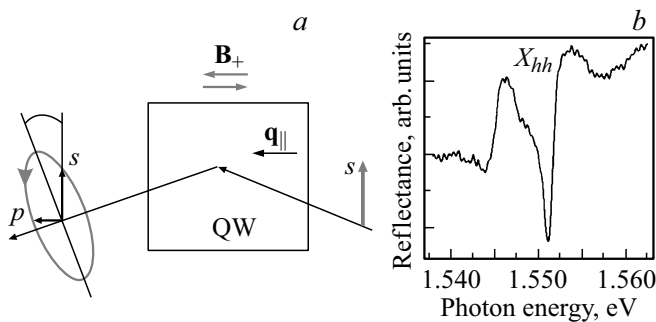 a
B+
q||
s
s
p
QW
b
Xhh
Reflectance, arb. units
1.540 1.550 1.560
Photon energy, eV